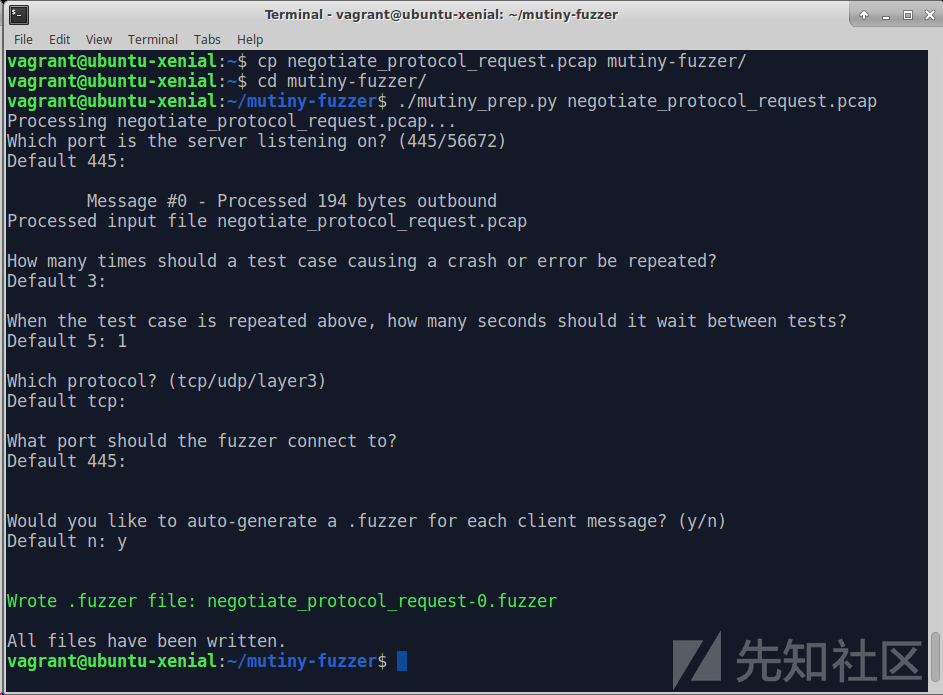 Terminal - vagrant@ubuntu-xenial: ~/mutiny-fuzzer
File Edit View Terminal Tabs Help
vagrant@ubuntu-xenial:~$ cp negotiate_protocol_request.pcap mutiny-fuzzer/
vagrant@ubuntu-xenial:~$ cd mutiny-fuzzer/
vagrant@ubuntu-xenial:~/mutiny-fuzzer$ ./mutiny_prep.py negotiate_protocol_request.pcap
Processing negotiate_protocol_request.pcap...
Which port is the server listening on? (445/56672)
Default 445:
Message #0 - Processed 194 bytes outbound
Processed input file negotiate_protocol_request.pcap
How many times should a test case causing a crash or error be repeated?
Default 3:
When the test case is repeated above, how many seconds should it wait between tests?
Default 5: 1
Which protocol? (tcp/udp/layer3)
Default tcp:
What port should the fuzzer connect to?
Default 445:
Would you like to auto-generate a .fuzzer for each client message? (y/n)
Default n: y
Wrote .fuzzer file: negotiate_protocol_request-0.fuzzer
All files have been written.
vagrant@ubuntu-xenial:~/mutiny-fuzzer$
先知社区